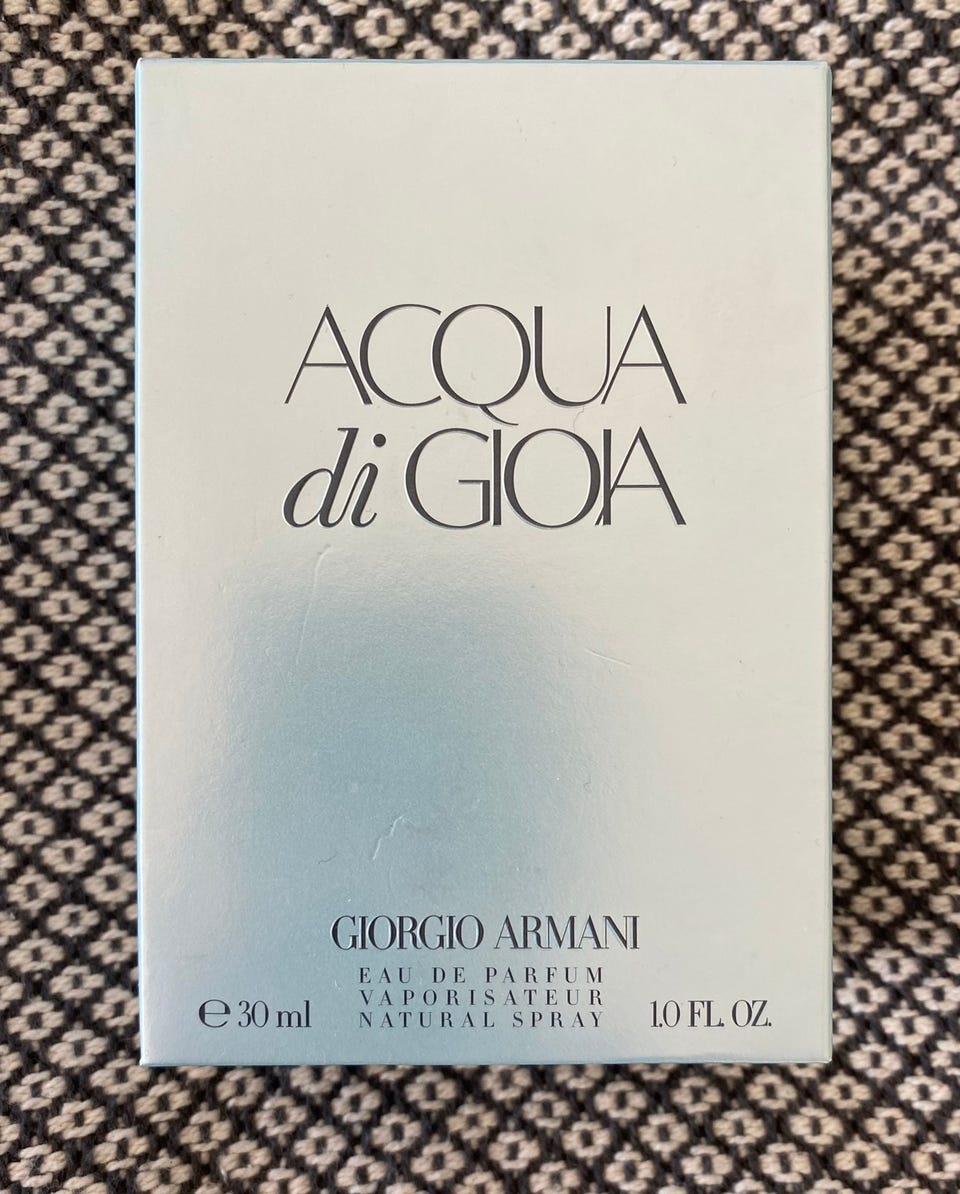 ACQUA
di GIOIA
GIORGIO ARMANI
EAU DE PARFUM
VAPORISATEUR
℮ 30 ml NATURAL SPRAY 1.0 FL. OZ.